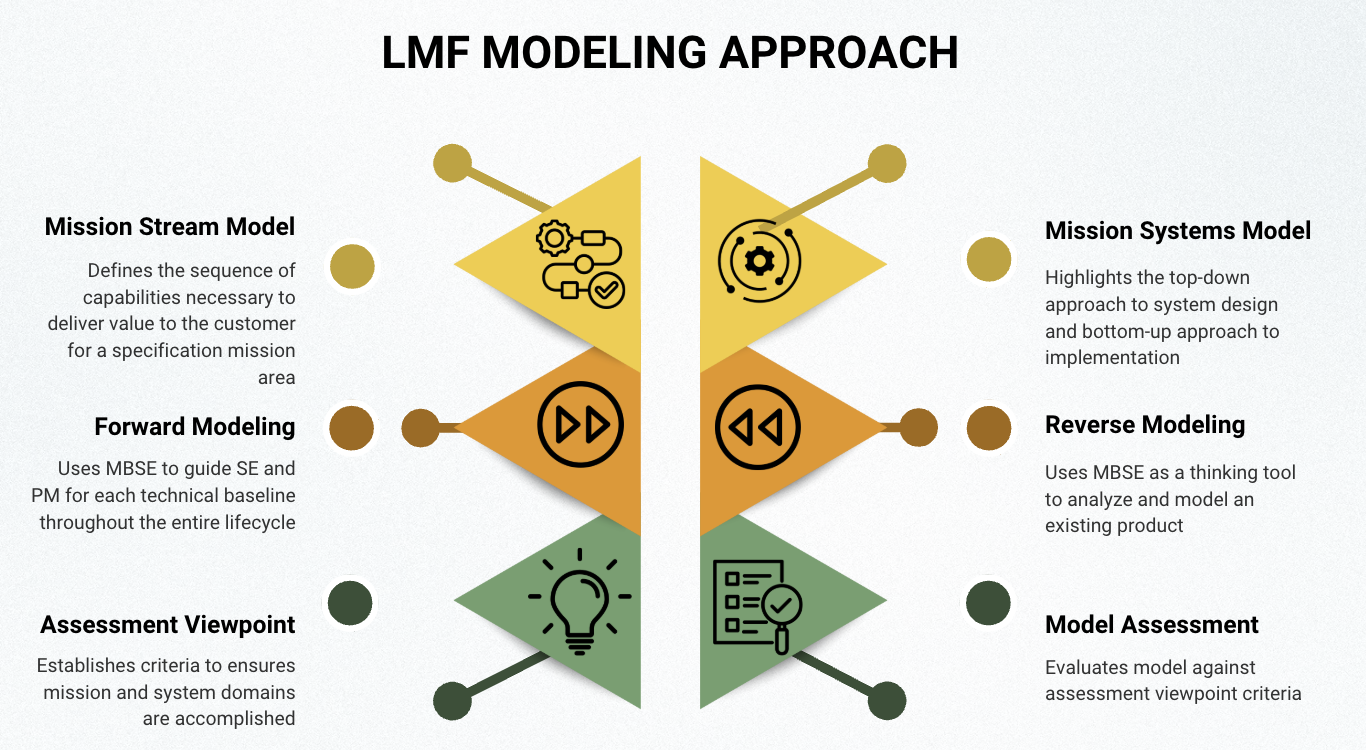 LMF MODELING APPROACH
Mission Stream Model
Defines the sequence of
capabilities necessary to
deliver value to the customer
for a specification mission
area
Forward Modeling
Uses MBSE to guide SE and
PM for each technical baseline
throughout the entire lifecycle
Assessment Viewpoint
Establishes criteria to ensures
mission and system domains
are accomplished
Mission Systems Model
Highlights the top-down
approach to system design
and bottom-up approach to
implementation
Reverse Modeling
Uses MBSE as a thinking tool
to analyze and model an
existing product
Model Assessment
Evaluates model against
assessment viewpoint criteria